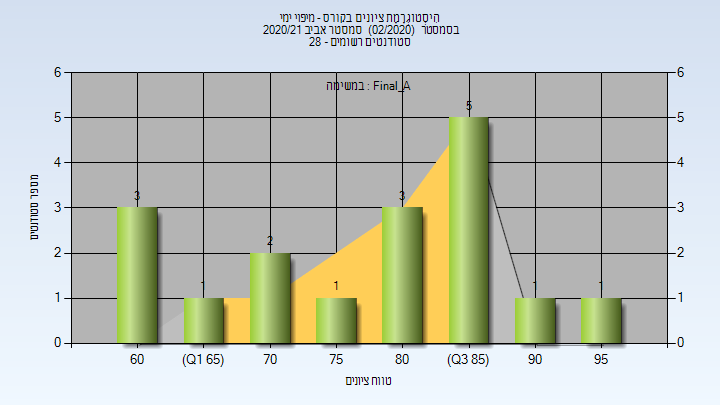 הִיסְטוֹגְרַמַּת ציונים בקורס - מיפוי ימי
בסמסטר (02/2020) סמסטר אביב 2020/21
סטודנטים רשומים - 28
במשימה : Final_A
מספר סטודנטים
6 6
5 5
4 4
3 3
2 2
1 1
0 0
3 1 2 1 3 5 1 1
60 (Q1 65) 70 75 80 (Q3 85) 90 95
טווח ציונים